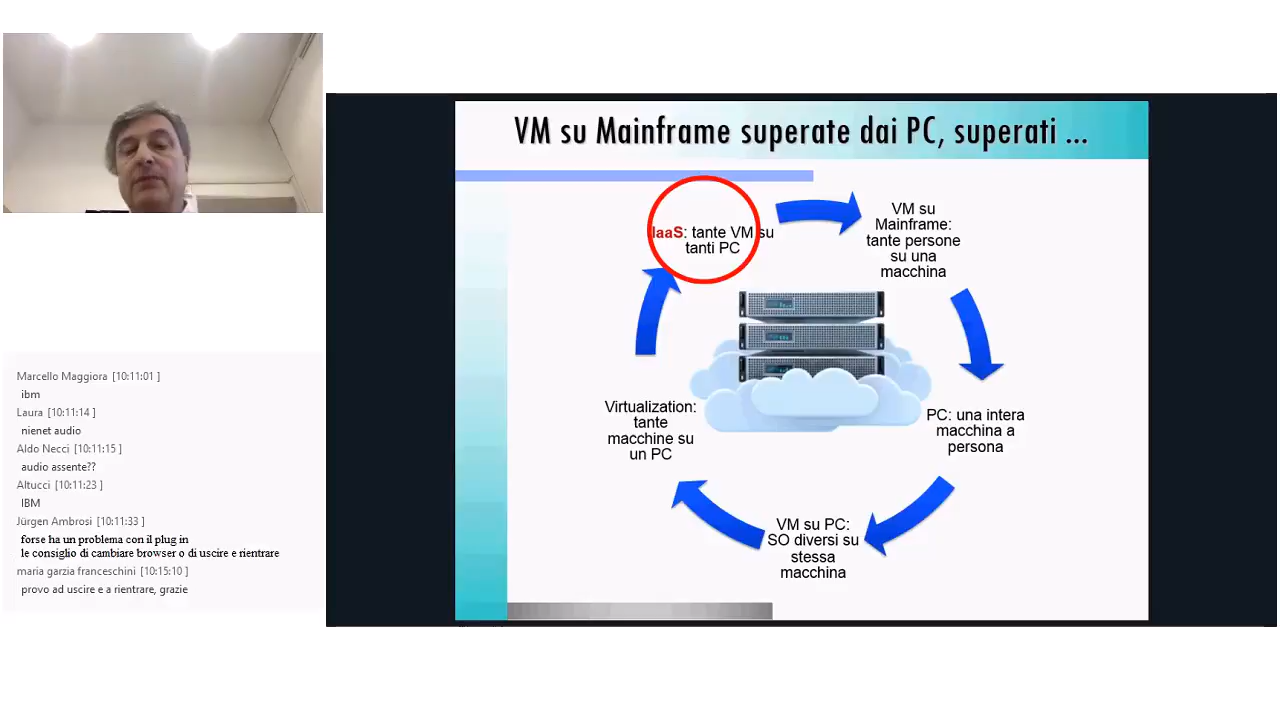 VM su Mainframe superate dai PC, superati ...
IaaS: tante VM su
tanti PC
VM su
Mainframe:
tante persone
su una
macchina
PC: una intera
macchina a
persona
VM su PC:
SO diversi su
stessa
macchina
Virtualization:
tante
macchine su
un PC
Marcello Maggiora [10:11:01 ]
ibm
Laura [10:11:14 ]
nienet audio
Aldo Necci [10:11:15 ]
audio assente??
Altucci [10:11:23 ]
IBM
Jürgen Ambrosi [10:11:33 ]
forse ha un problema con il plug in
le consiglio di cambiare browser o di uscire e rientrare
maria garzia franceschini [10:15:10 ]
provo ad uscire e a rientrare, grazie